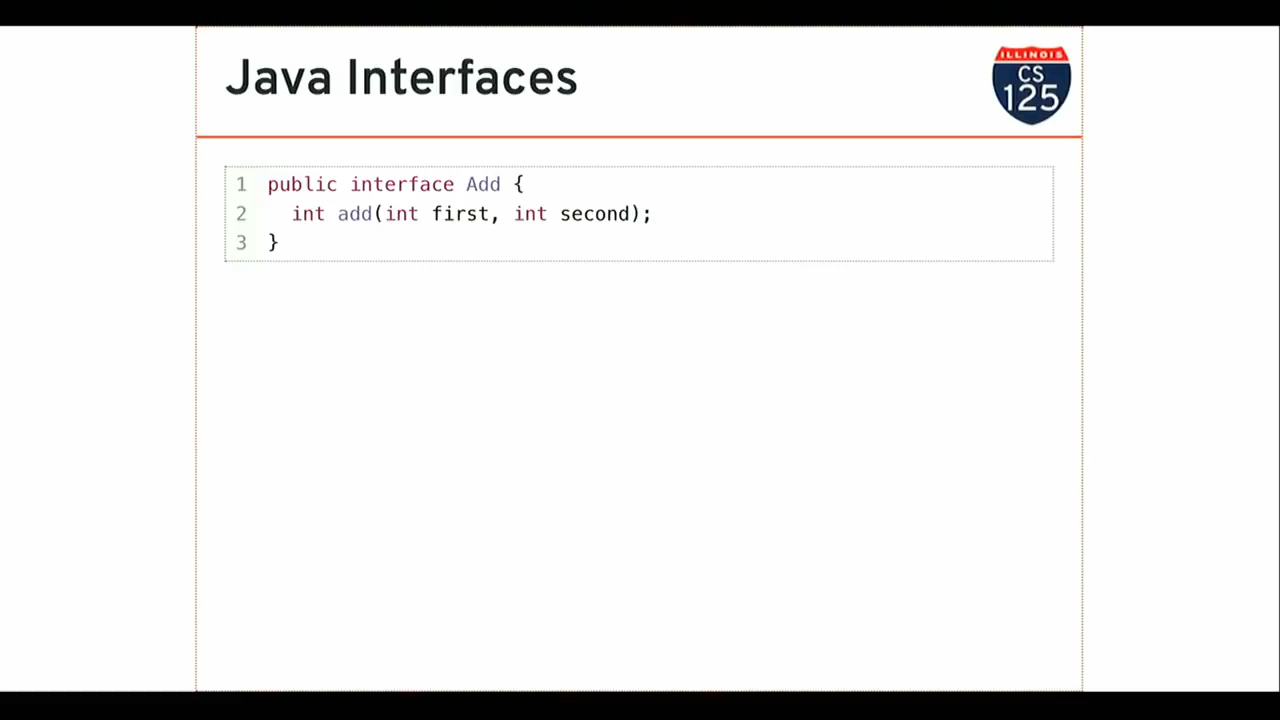 Java Interfaces
ILLINOIS
CS
125
1 public interface Add {
2   int add(int first, int second);
3 }